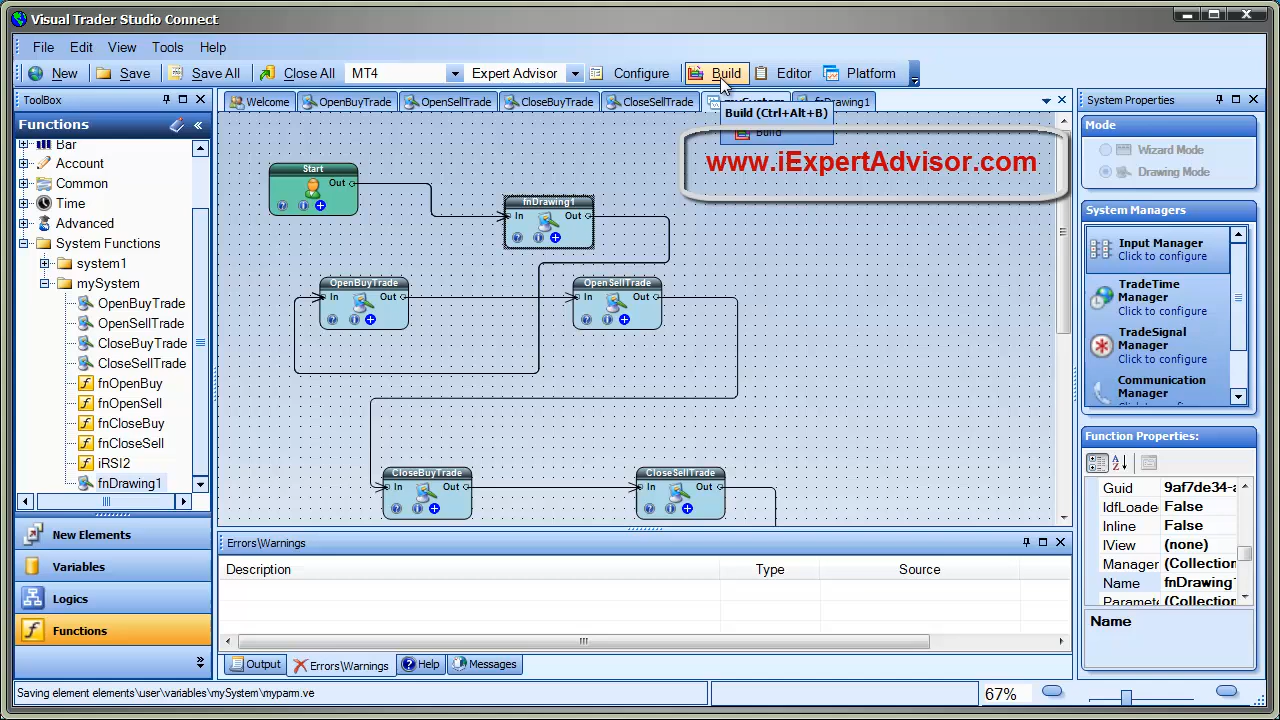 Visual Trader Studio Connect
File Edit View Tools Help
New Save Save All Close All MT4 Expert Advisor Configure Build Editor Platform
ToolBox
Welcome OpenBuyTrade OpenSellTrade CloseBuyTrade CloseSellTrade mySystem fnDrawing1
System Properties
Build (Ctrl+Alt+B)
Build
www.iExpertAdvisor.com
Functions
Bar
Account
Common
Time
Advanced
System Functions
system1
mySystem
OpenBuyTrade
OpenSellTrade
CloseBuyTrade
CloseSellTrade
fnOpenBuy
fnOpenSell
fnCloseBuy
fnCloseSell
iRSI2
fnDrawing1
New Elements
Variables
Logics
Functions
Start
Out
fnDrawing1
In Out
OpenBuyTrade
In Out
OpenSellTrade
In Out
CloseBuyTrade
In Out
CloseSellTrade
In Out
Mode
Wizard Mode
Drawing Mode
System Managers
Input Manager
Click to configure
TradeTime
Manager
Click to configure
TradeSignal
Manager
Click to configure
Communication
Manager
Click to configure
Function Properties:
Guid 9af7de34-a
IdfLoade
False
Inline False
IView (none)
Manager (Collection
Name fnDrawing1
Paramete (Collection
Name
Errors\Warnings
Description Type Source
Output Errors\Warnings Help Messages
Saving element elements\user\variables\mySystem\myparm.ve
67%